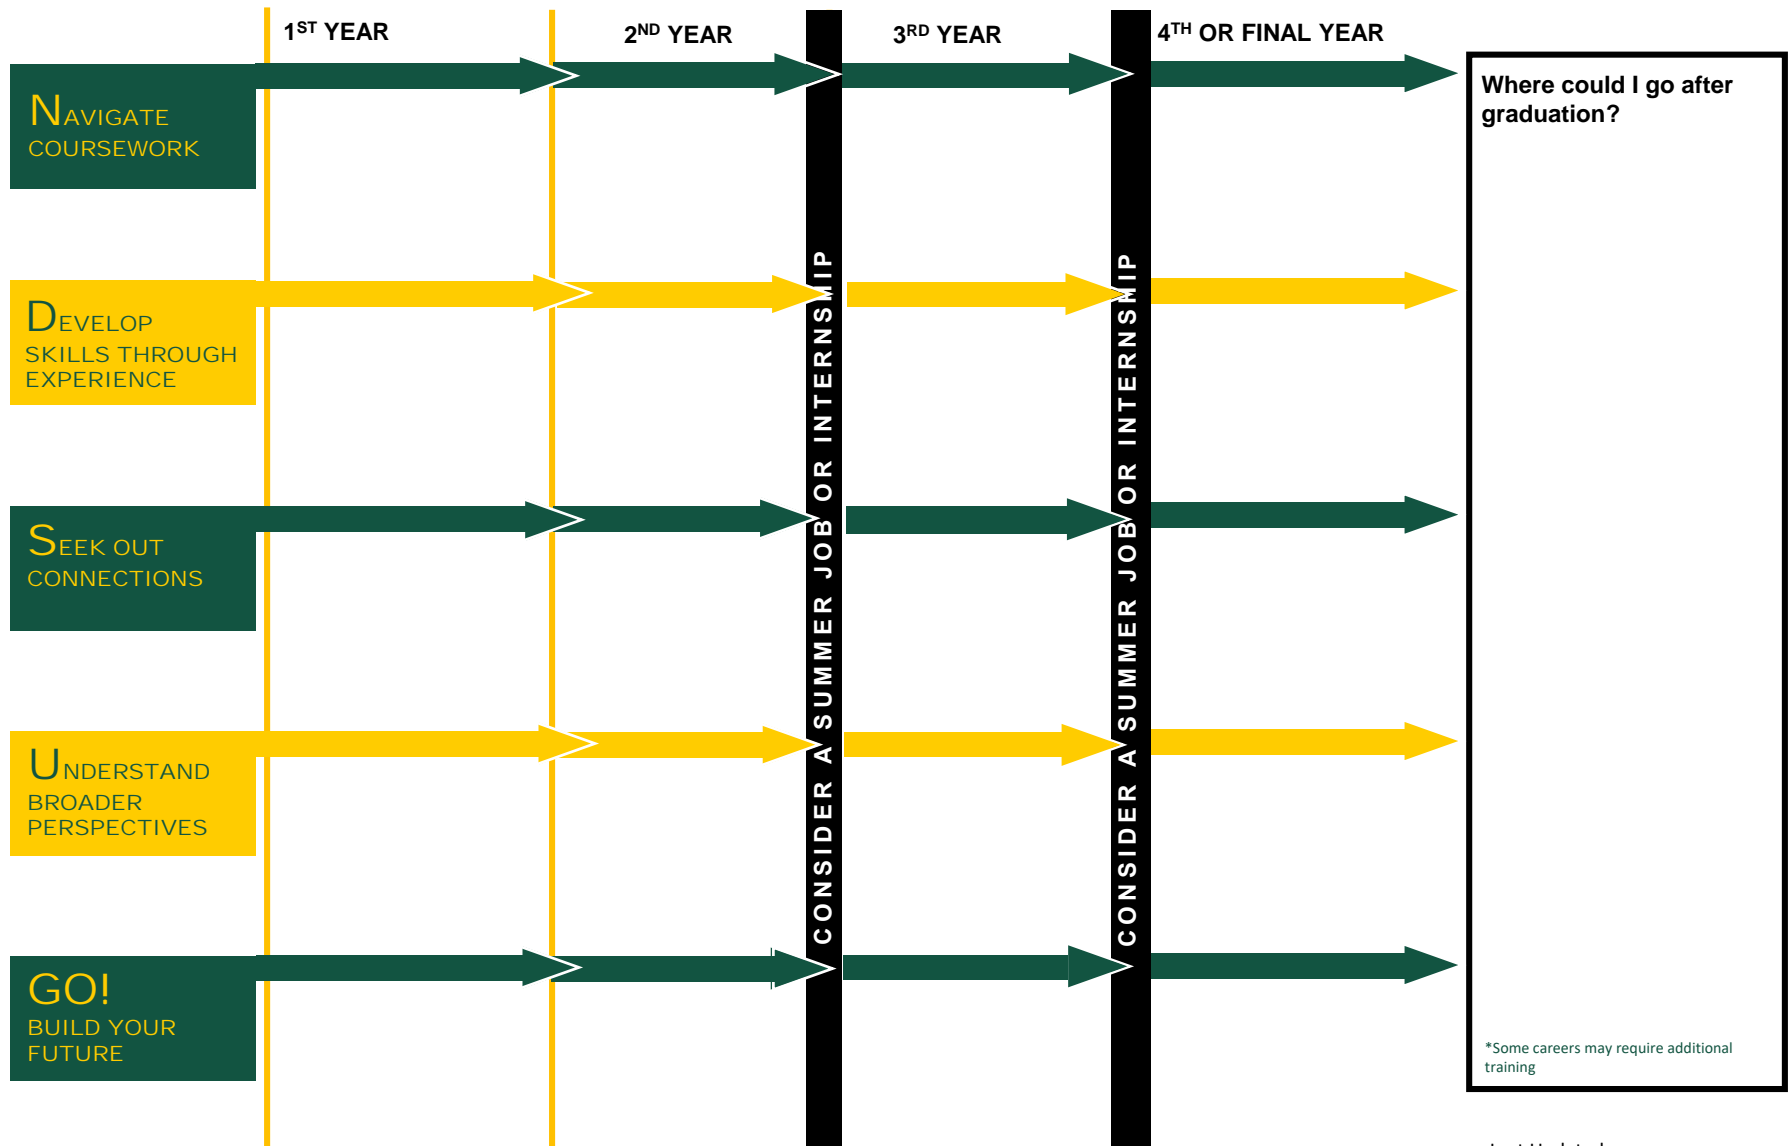 1ST YEAR
2ND YEAR
3RD YEAR
4TH OR FINAL YEAR
NAVIGATE
COURSEWORK
DEVELOP
SKILLS THROUGH
EXPERIENCE
SEEK OUT
CONNECTIONS
UNDERSTAND
BROADER
PERSPECTIVES
GO!
BUILD YOUR
FUTURE
CONSIDER A SUMMER JOB OR INTERNSHIP
CONSIDER A SUMMER JOB OR INTERNSHIP
Where could I go after
graduation?
*Some careers may require additional
training